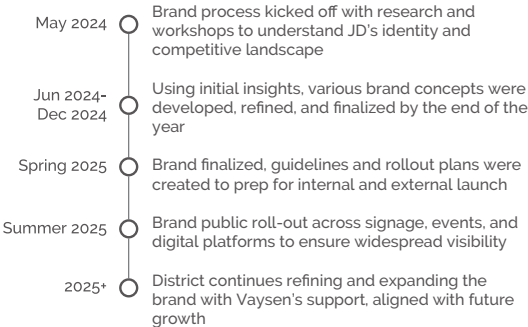 May 2024
Brand process kicked off with research and
workshops to understand JD's identity and
competitive landscape
Jun 2024-
Dec 2024
Using initial insights, various brand concepts were
developed, refined, and finalized by the end of the
year
Spring 2025
Brand finalized, guidelines and rollout plans were
created to prep for internal and external launch
Summer 2025
Brand public roll-out across signage, events, and
digital platforms to ensure widespread visibility
2025+
District continues refining and expanding the
brand with Vaysen's support, aligned with future
growth